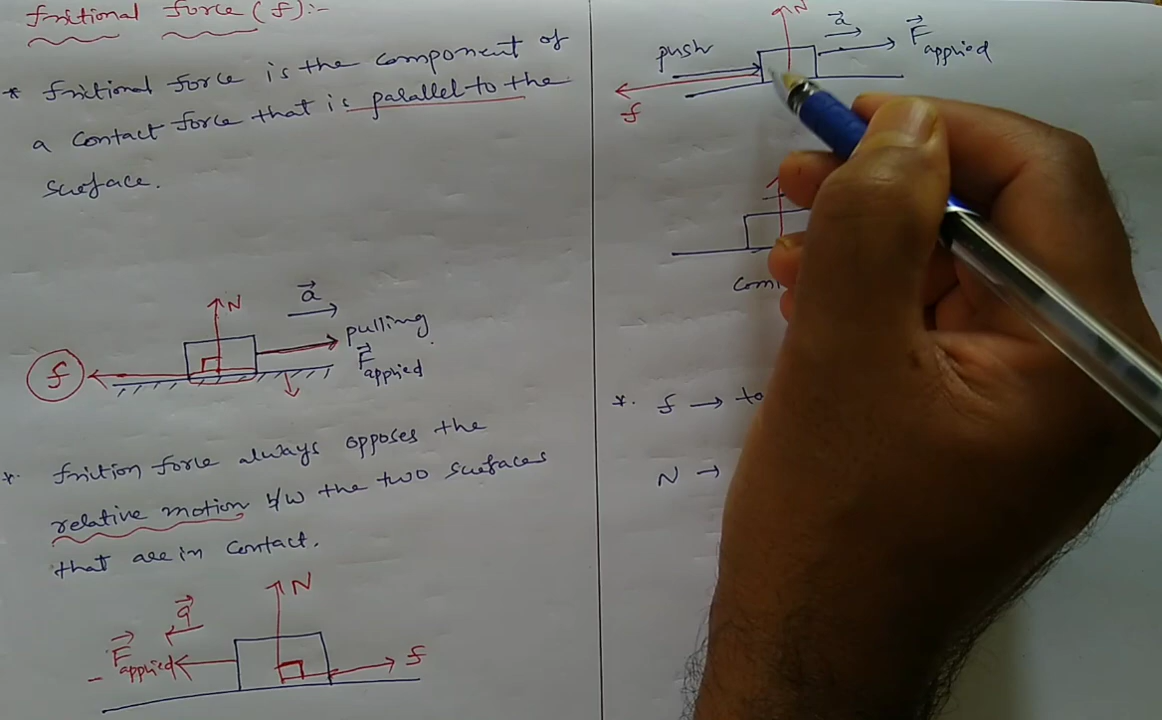 frictional force (f):-
* frictional force is the component of
a contact force that is parallel to the
surface.
N
a
pulling
F applied
f
* friction force always opposes the
relative motion b/w the two surfaces
that are in contact.
N
a
F applied
f
N
a
F applied
push
f
*. f → to
N →